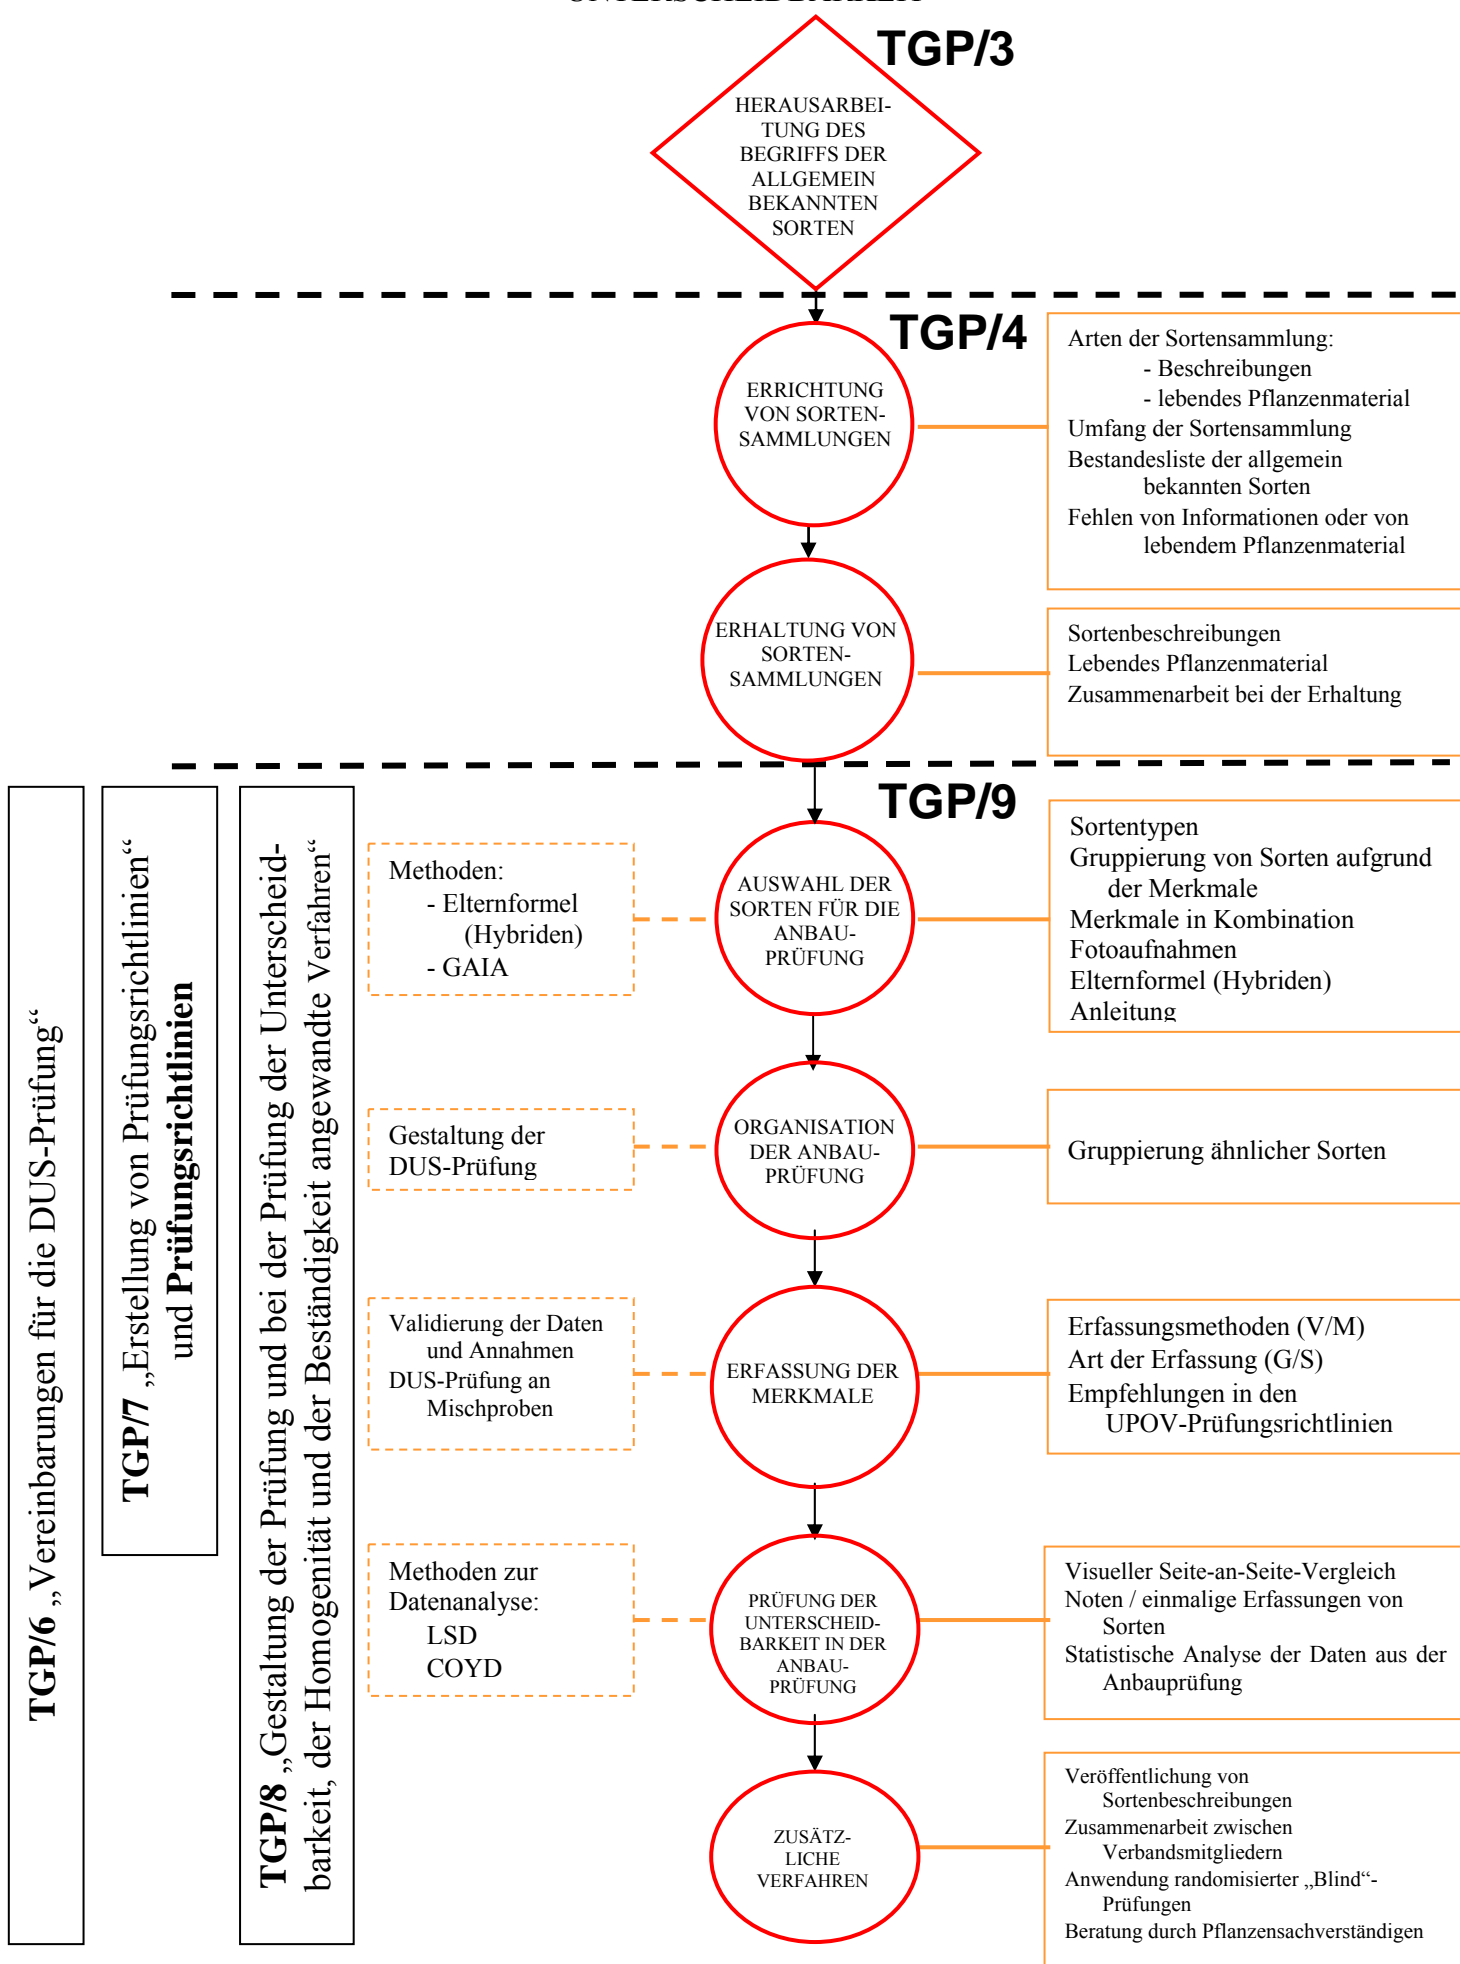 UNTERSCHEIDBARKEIT
TGP/3
HERAUSARBEI-
TUNG DES
BEGRIFFS DER
ALLGEMEIN
BEKANNTEN
SORTEN
TGP/4
ERRICHTUNG
VON SORTEN-
SAMMLUNGEN
Arten der Sortensammlung:
- Beschreibungen
- lebendes Pflanzenmaterial
Umfang der Sortensammlung
Bestandesliste der allgemein
bekannten Sorten
Fehlen von Informationen oder von
lebendem Pflanzenmaterial
ERHALTUNG VON
SORTEN-
SAMMLUNGEN
Sortenbeschreibungen
Lebendes Pflanzenmaterial
Zusammenarbeit bei der Erhaltung
TGP/9
TGP/6 „Vereinbarungen für die DUS-Prüfung“
TGP/7 „Erstellung von Prüfungsrichtlinien“
und Prüfungsrichtlinien
TGP/8 „Gestaltung der Prüfung und bei der Prüfung der Unterscheid-
barkeit, der Homogenität und der Beständigkeit angewandte Verfahren“
Methoden:
- Elternformel
(Hybriden)
- GAIA
AUSWAHL DER
SORTEN FÜR DIE
ANBAU-
PRÜFUNG
Sortentypen
Gruppierung von Sorten aufgrund
der Merkmale
Merkmale in Kombination
Fotoaufnahmen
Elternformel (Hybriden)
Anleitung
Gestaltung der
DUS-Prüfung
ORGANISATION
DER ANBAU-
PRÜFUNG
Gruppierung ähnlicher Sorten
Validierung der Daten
und Annahmen
DUS-Prüfung an
Mischproben
ERFASSUNG DER
MERKMALE
Erfassungsmethoden (V/M)
Art der Erfassung (G/S)
Empfehlungen in den
UPOV-Prüfungsrichtlinien
Methoden zur
Datenanalyse:
LSD
COYD
PRÜFUNG DER
UNTERSCHEID-
BARKEIT IN DER
ANBAU-
PRÜFUNG
Visueller Seite-an-Seite-Vergleich
Noten / einmalige Erfassungen von
Sorten
Statistische Analyse der Daten aus der
Anbauprüfung
ZUSÄTZ-
LICHE
VERFAHREN
Veröffentlichung von
Sortenbeschreibungen
Zusammenarbeit zwischen
Verbandsmitgliedern
Anwendung randomisierter „Blind“-
Prüfungen
Beratung durch Pflanzensachverständigen